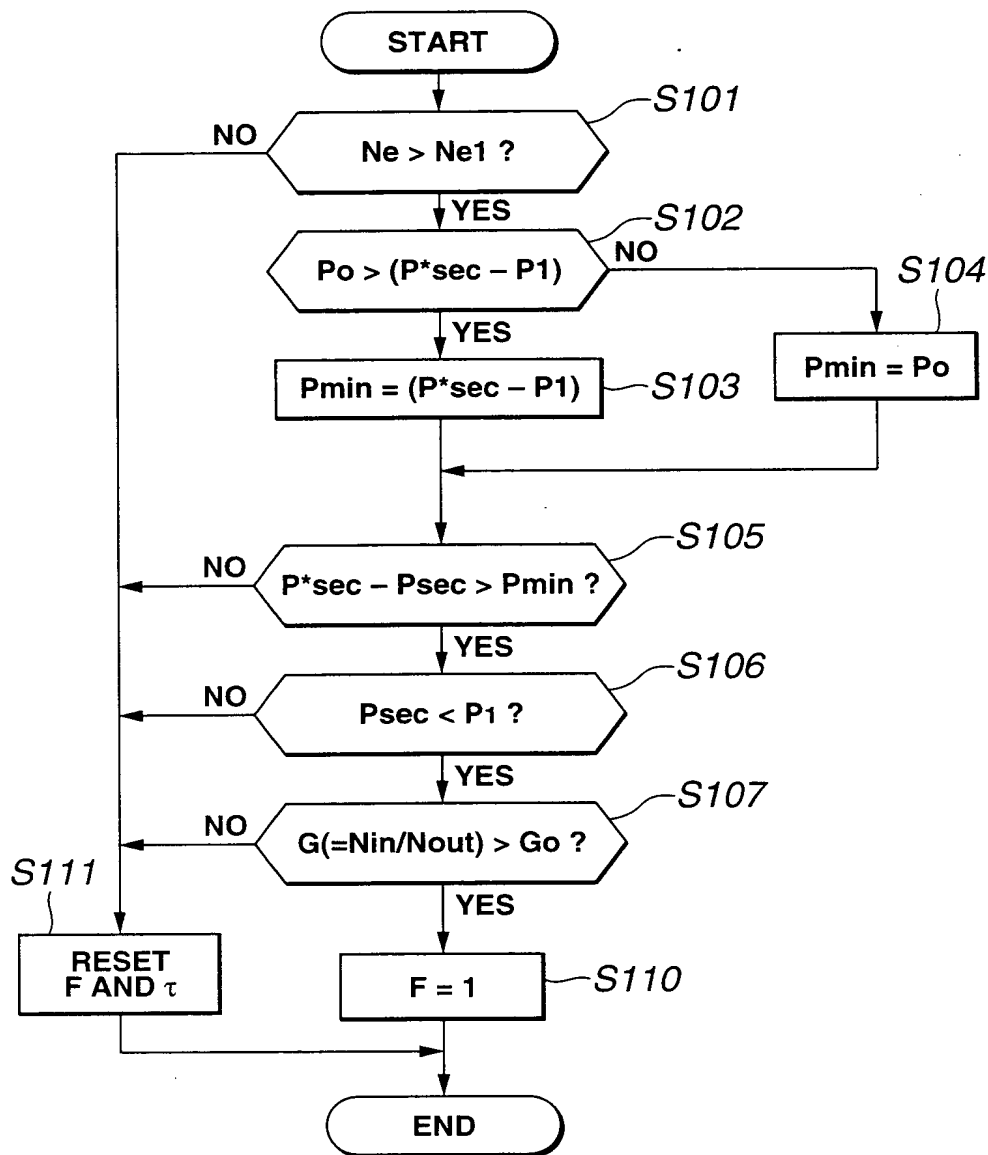 START
S101
NO
Ne > Ne1 ?
YES
S102
Po > (P*sec – P1)
NO
S104
YES
Pmin = (P*sec – P1)
S103
Pmin = Po
S105
NO
P*sec – Psec > Pmin ?
YES
S106
NO
Psec < P1 ?
YES
S107
NO
G(=Nin/Nout) > Go ?
S111
YES
RESET
F AND τ
F = 1
S110
END